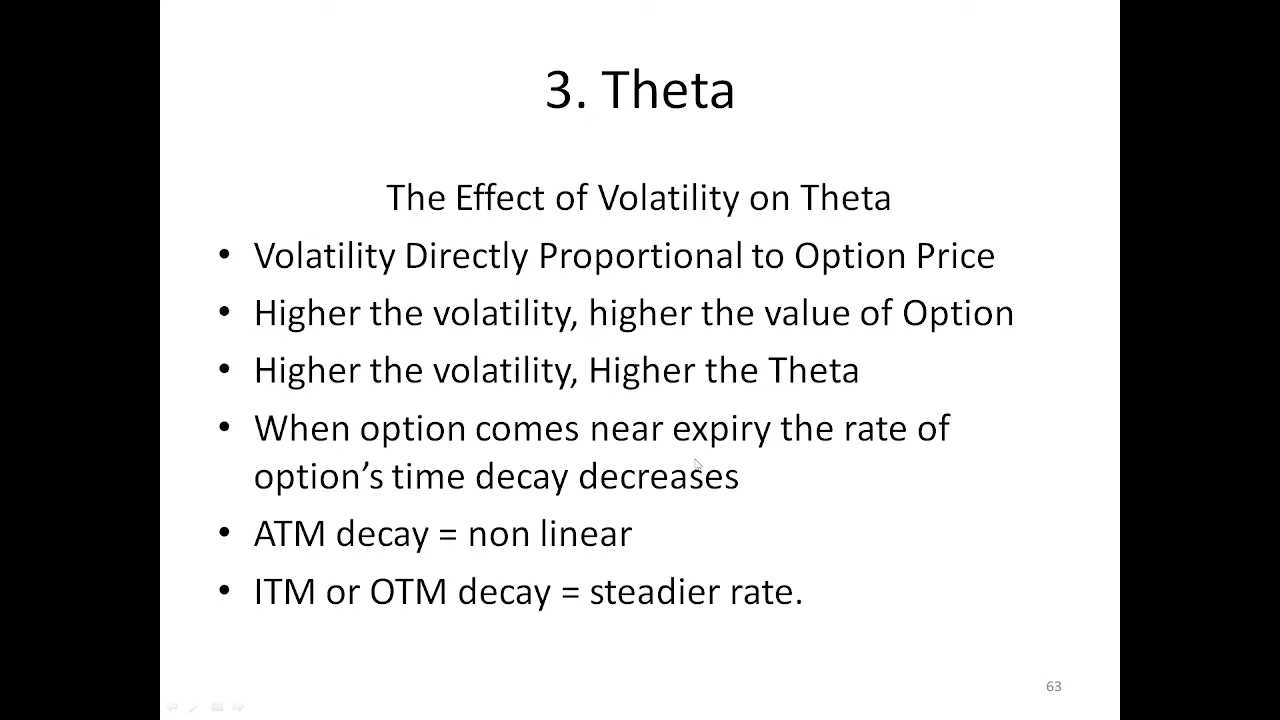 3. Theta
The Effect of Volatility on Theta
• Volatility Directly Proportional to Option Price
• Higher the volatility, higher the value of Option
• Higher the volatility, Higher the Theta
• When option comes near expiry the rate of
option’s time decay decreases
• ATM decay = non linear
• ITM or OTM decay = steadier rate.
63